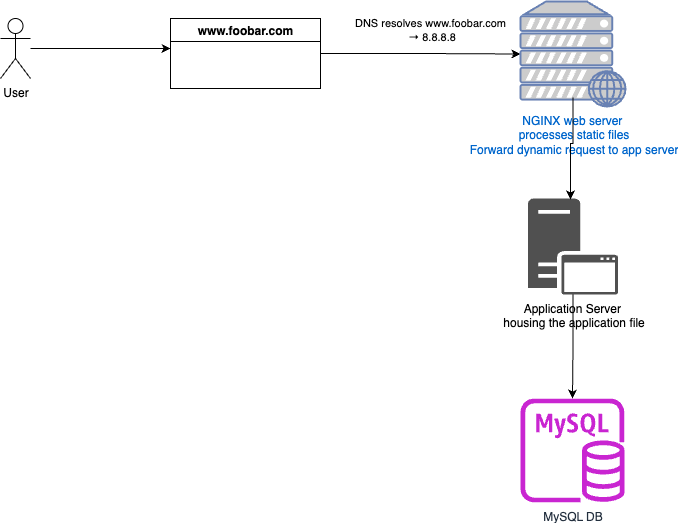 www.foobar.com
DNS resolves www.foobar.com
→ 8.8.8.8
User
NGINX web server
processes static files
Forward dynamic request to app server
Application Server
housing the application file
MySQL
MySQL DB